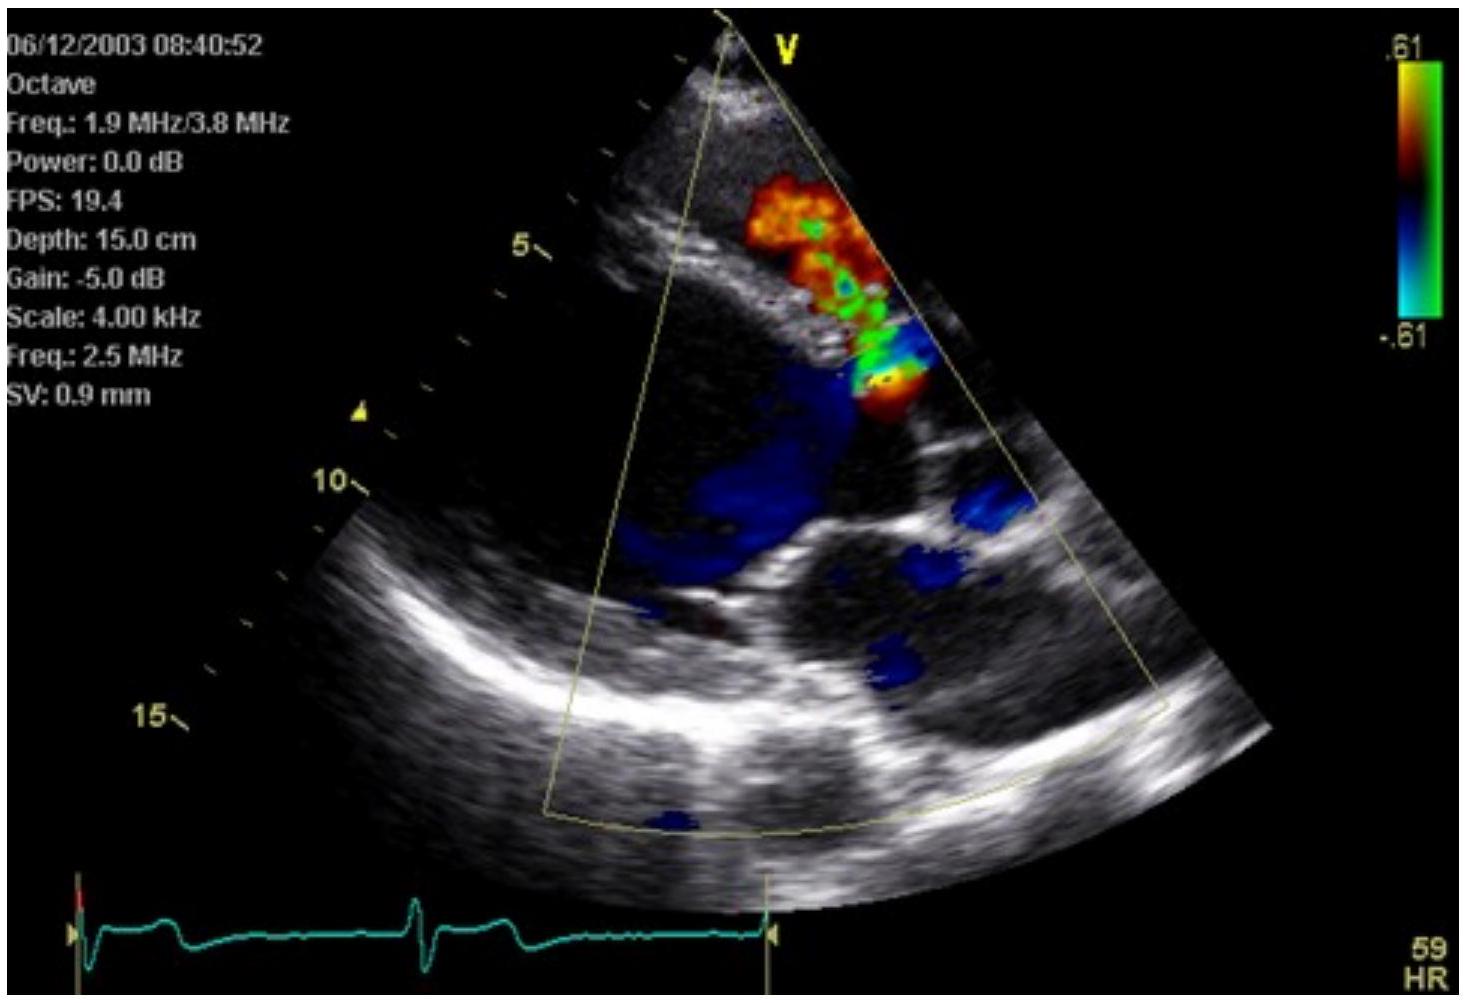 06/12/2003 08:40:52
Octave
Freq.: 1.9 MHz/3.8 MHz
Power: 0.0 dB
FPS: 19.4
Depth: 15.0 cm
Gain: -5.0 dB
Scale: 4.00 kHz
Freq.: 2.5 MHz
SV: 0.9 mm
V
.61
-.61
5
10
15
59
HR